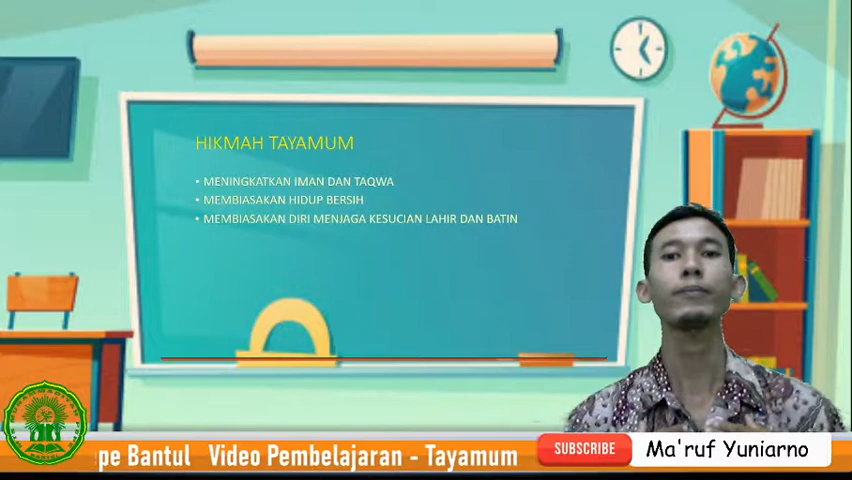 HIKMAH TAYAMUM
• MENINGKATKAN IMAN DAN TAQWA
• MEMBIASAKAN HIDUP BERSIH
• MEMBIASAKAN DIRI MENJAGA KESUCIAN LAHIR DAN BATIN
pe Bantul Video Pembelajaran - Tayamum
SUBSCRIBE
Ma'ruf Yuniarno